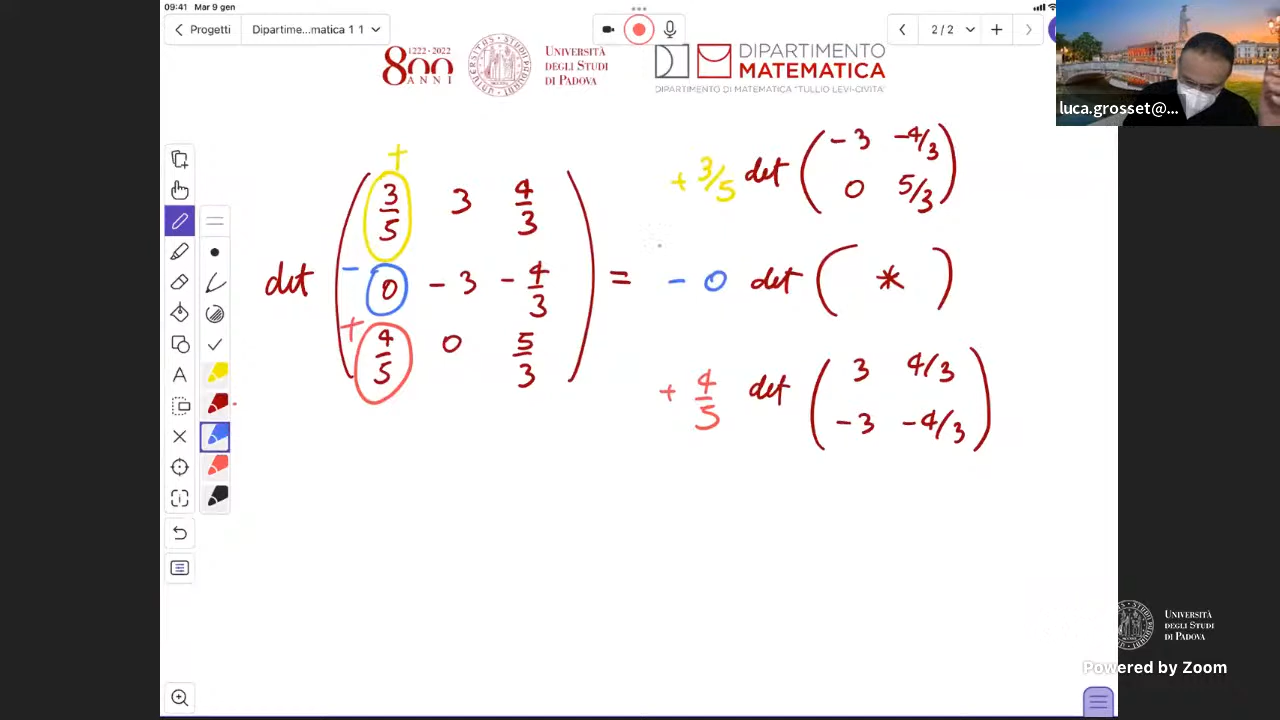 09:41 Mar 9 gen
Progetti
Dipartime...matica 1 1
2/2
luca.grosset@...
1222·2022
800
ANNI
UNIVERSITÀ
DEGLI STUDI
DI PADOVA
DIPARTIMENTO
MATEMATICA
DIPARTIMENTO DI MATEMATICA "TULLIO LEVI-CIVITA"
+
3/5 3 4/3
det - 0 -3 -4/3 =
+ 4/5 0 5/3
+ 3/5 det ( -3 -4/3
0 5/3 )
- 0 det ( * )
+ 4/5 det ( 3 4/3
-3 -4/3 )
A
UNIVERSITÀ
DEGLI STUDI
DI PADOVA
Powered by Zoom